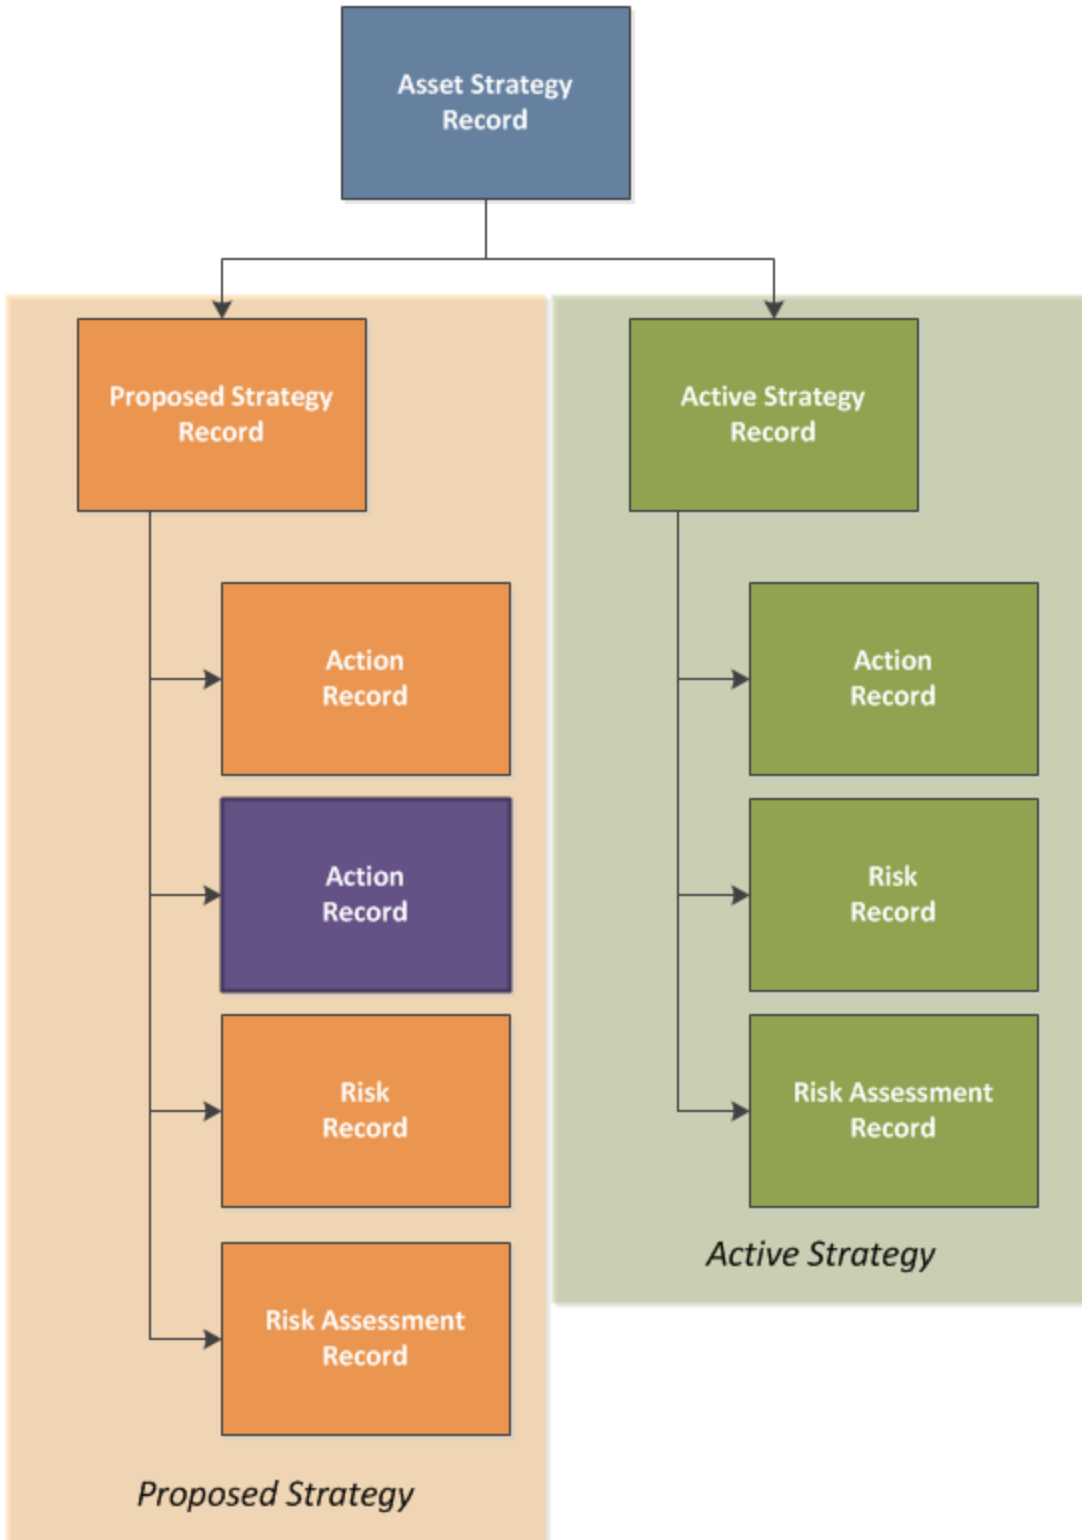 Asset Strategy
Record
Proposed Strategy
Record
Action
Record
Action
Record
Risk
Record
Risk Assessment
Record
Proposed Strategy
Active Strategy
Record
Action
Record
Risk
Record
Risk Assessment
Record
Active Strategy